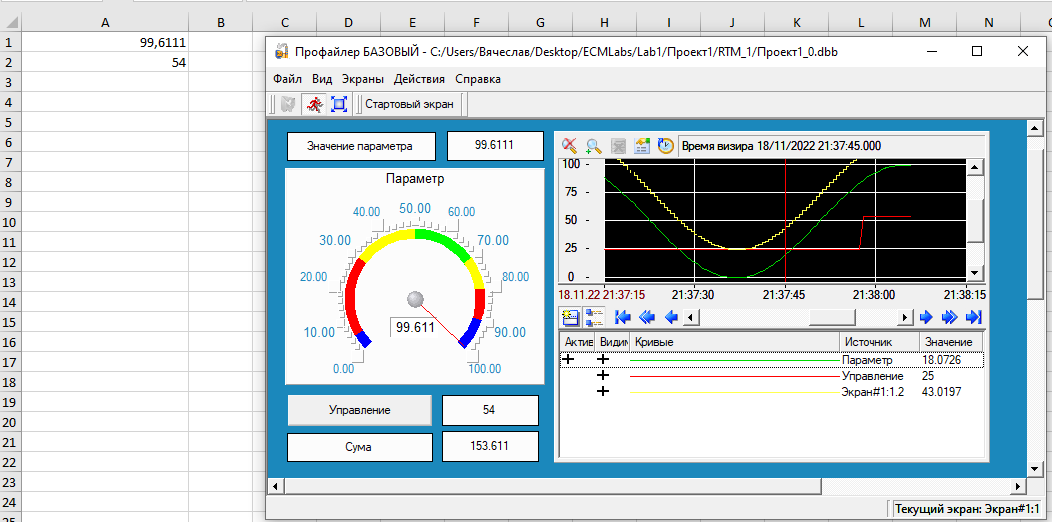 A B C D E F G H I J K L M N
1 99,6111
2 54
3
4
5
6
7
8
9
10
11
12
13
14
15
16
17
18
19
20
21
22
23
24
25
Профайлер БАЗОВЫЙ - C:/Users/Вячеслав/Desktop/ECMLabs/Lab1/Проект1/RTM_1/Проект1_0.dbb
Файл Вид Экраны Действия Справка
Стартовый экран
Значение параметра 99.6111
Параметр
0.00 10.00 20.00 30.00 40.00 50.00 60.00 70.00 80.00 90.00 100.00
99.611
Управление 54
Сума 153.611
Время визира 18/11/2022 21:37:45.000
100 -
75 -
50 -
25 -
0 -
18.11.22 21:37:15 21:37:30 21:37:45 21:38:00 21:38:15
Актив Видим Кривые Источник Значение
Параметр 18.0726
Управление 25
Экран#1:1.2 43.0197
Текущий экран: Экран#1:1